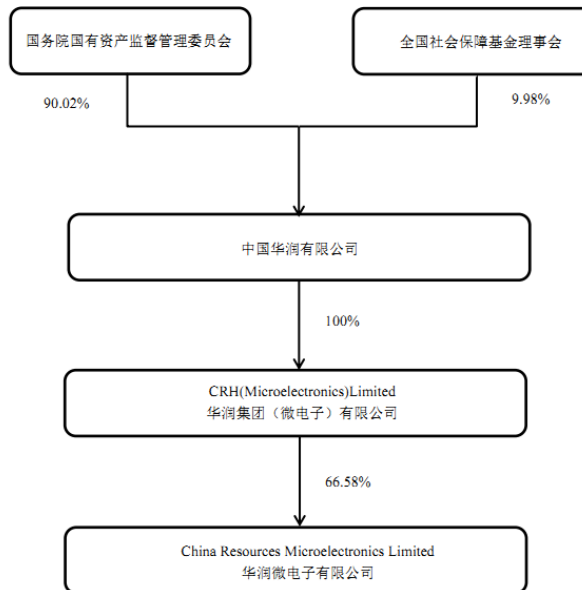 国务院国有资产监督管理委员会
全国社会保障基金理事会
90.02%
9.98%
中国华润有限公司
100%
CRH(Microelectronics)Limited
华润集团（微电子）有限公司
66.58%
China Resources Microelectronics Limited
华润微电子有限公司